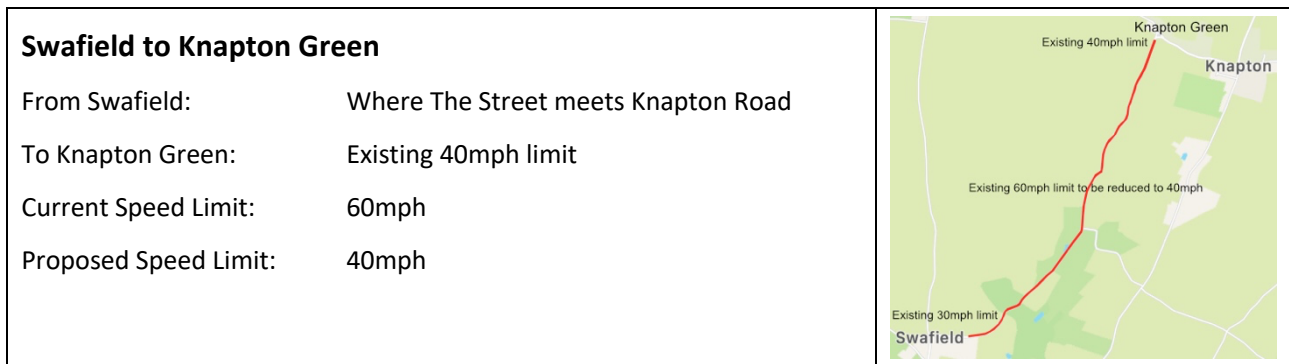 Swafield to Knapton Green
From Swafield: Where The Street meets Knapton Road
To Knapton Green: Existing 40mph limit
Current Speed Limit: 60mph
Proposed Speed Limit: 40mph
Knapton Green
Existing 40mph limit
Knapton
Existing 60mph limit to be reduced to 40mph
Existing 30mph limit
Swafield